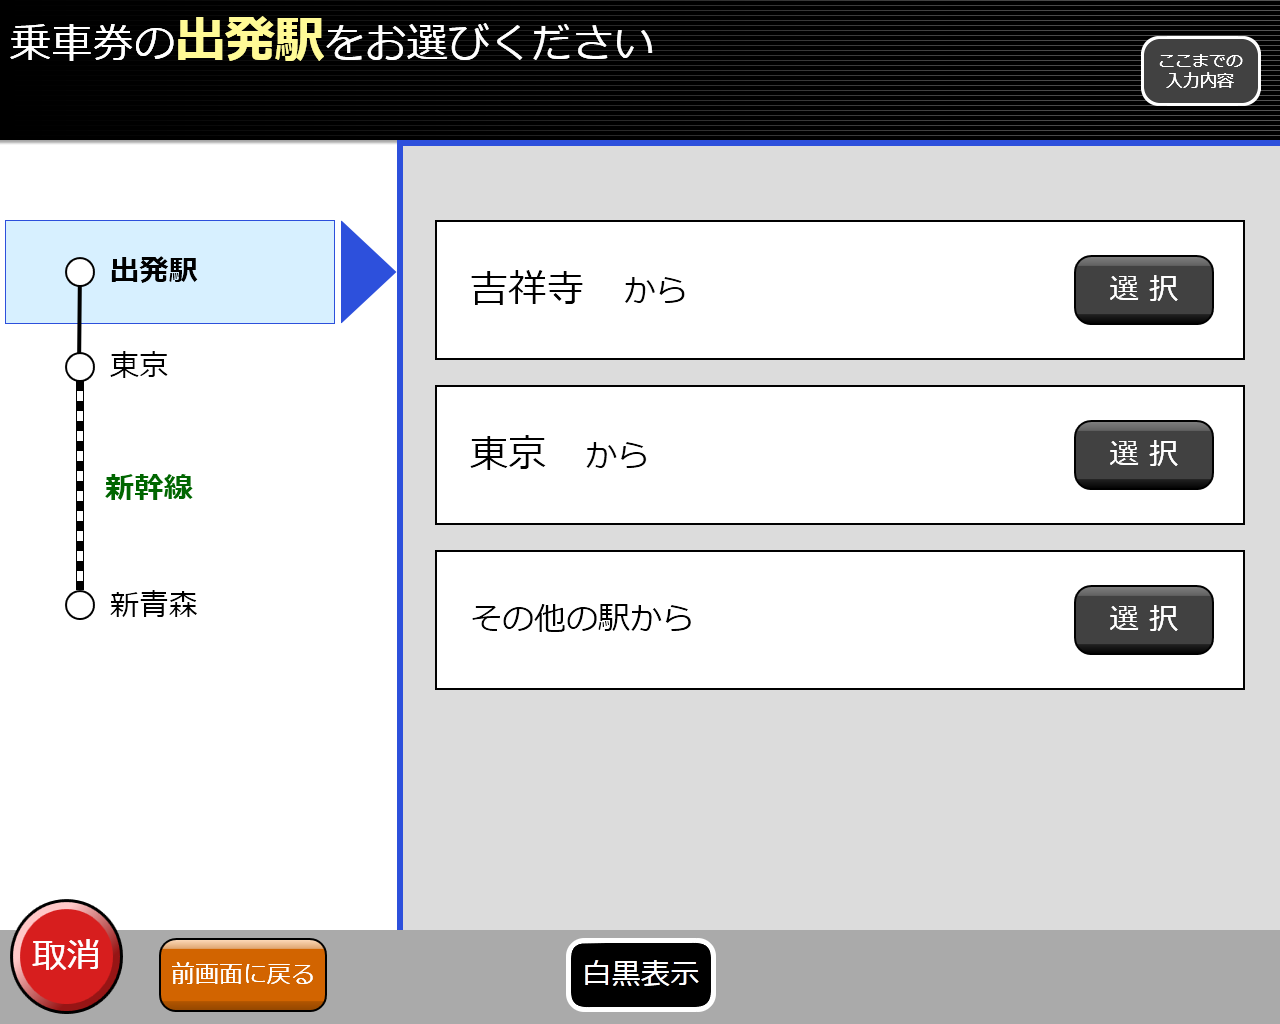 乗車券の出発駅をお選びください
ここまでの
入力内容
出発駅
東京
新幹線
新青森
吉祥寺 から
選択
東京 から
選択
その他の駅から
選択
取消
前画面に戻る
白黒表示